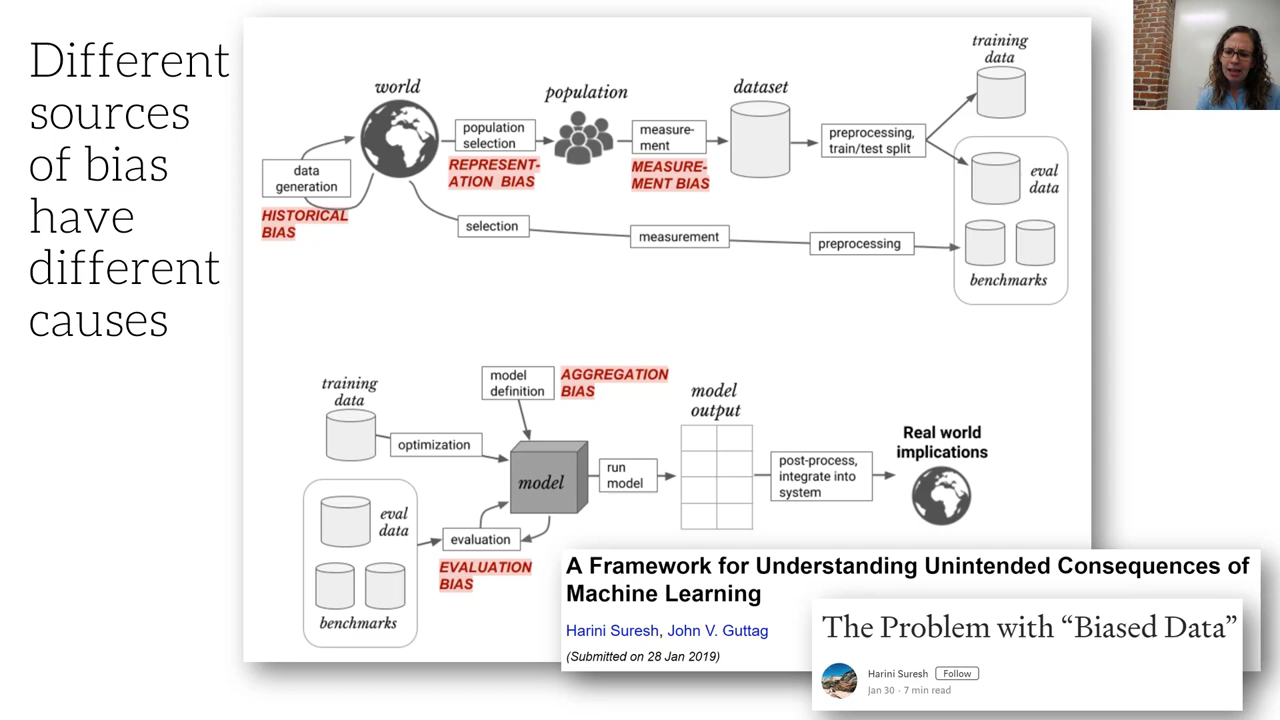 Different
sources
of bias
have
different
causes
world
population
dataset
training
data
data
generation
HISTORICAL
BIAS
population
selection
REPRESENT-
ATION BIAS
measure-
ment
MEASURE-
MENT BIAS
preprocessing,
train/test split
eval
data
benchmarks
selection
measurement
preprocessing
training
data
optimization
model
definition
AGGREGATION
BIAS
model
run
model
model
output
post-process,
integrate into
system
Real world
implications
eval
data
benchmarks
evaluation
EVALUATION
BIAS
A Framework for Understanding Unintended Consequences of
Machine Learning
Harini Suresh, John V. Guttag
(Submitted on 28 Jan 2019)
The Problem with “Biased Data”
Harini Suresh Follow
Jan 30 · 7 min read